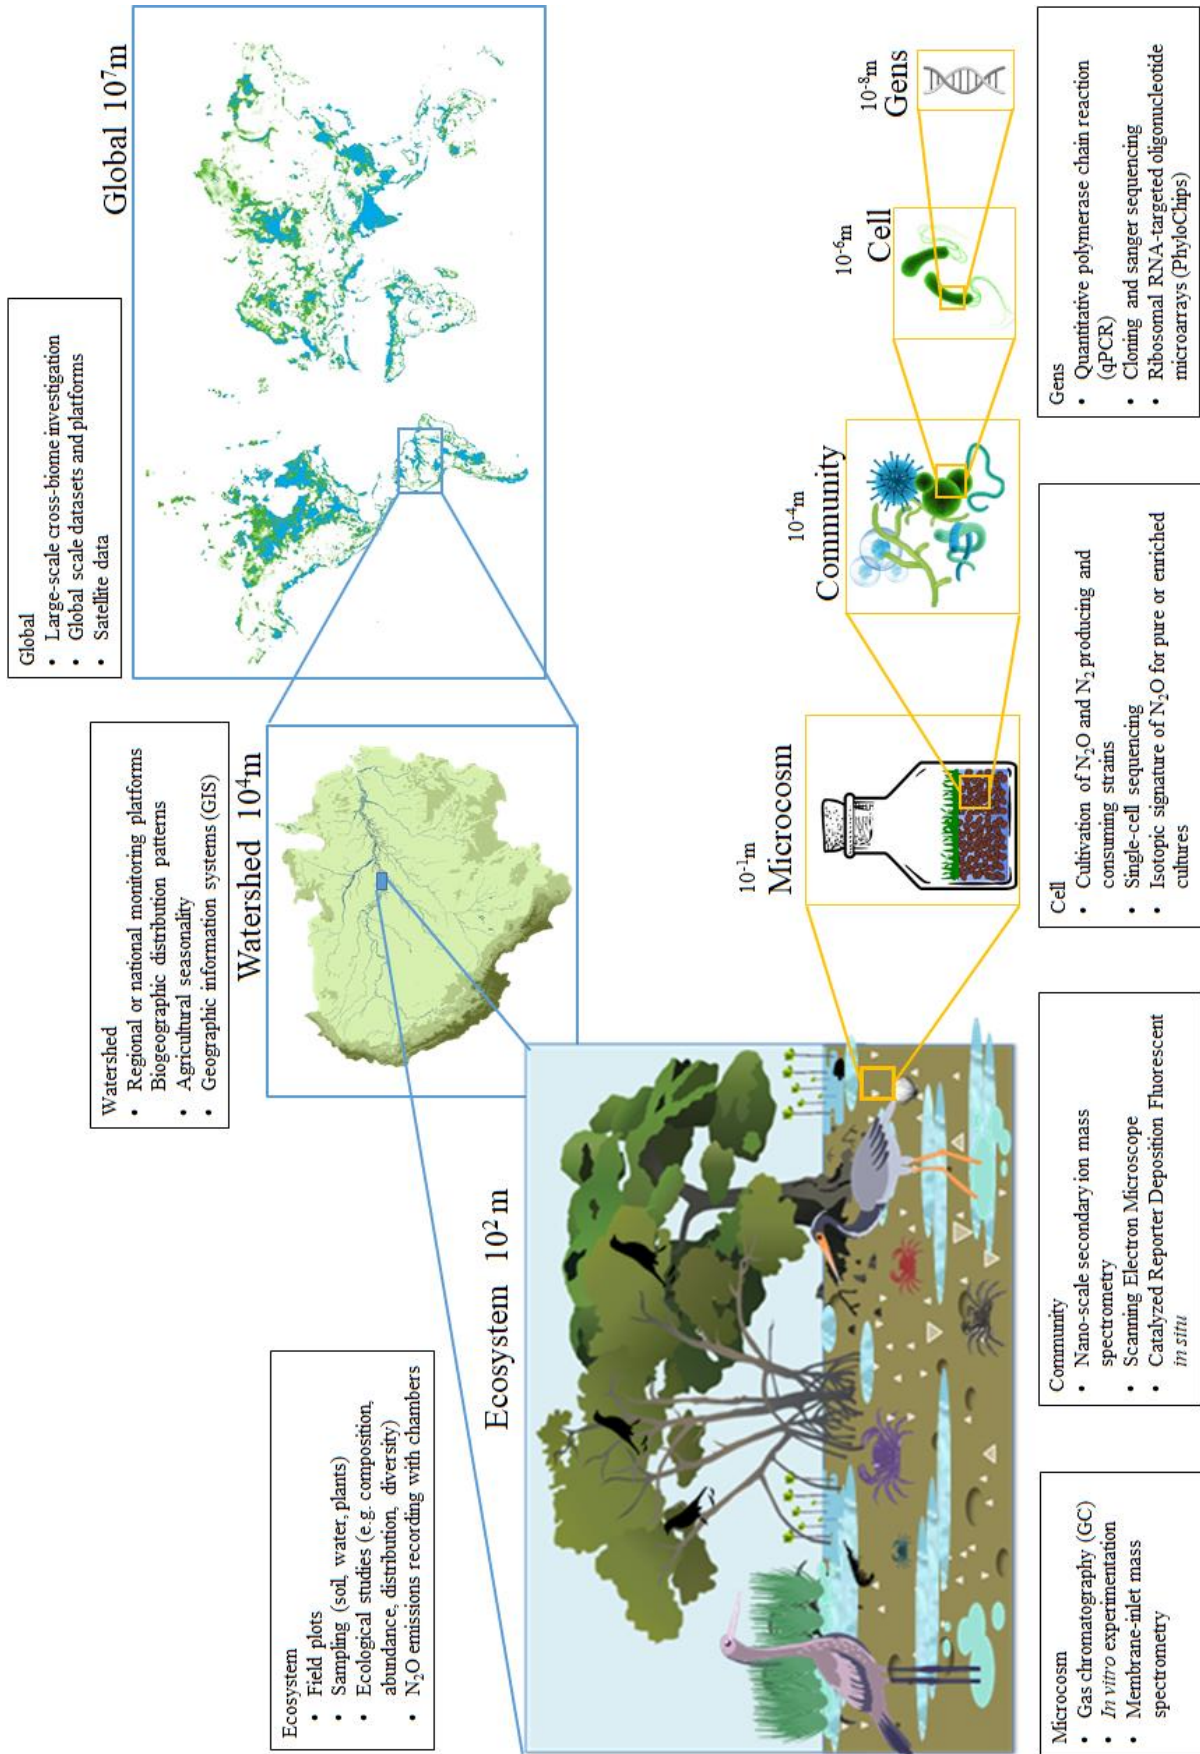 Global
• Large-scale cross-biome investigation
• Global scale datasets and platforms
• Satellite data
Global 10⁷m
Watershed
• Regional or national monitoring platforms
Biogeographic distribution patterns
• Agricultural seasonality
• Geographic information systems (GIS)
Watershed 10⁴m
Ecosystem
• Field plots
• Sampling (soil, water, plants)
• Ecological studies (e.g. composition,
abundance, distribution, diversity)
• N₂O emissions recording with chambers
Ecosystem 10² m
10⁻¹m
Microcosm
10⁻⁴m
Community
10⁻⁶m
Cell
10⁻⁸m
Gens
Microcosm
• Gas chromatography (GC)
• In vitro experimentation
• Membrane-inlet mass
spectrometry
Community
• Nano-scale secondary ion mass
spectrometry
• Scanning Electron Microscope
• Catalyzed Reporter Deposition Fluorescent
in situ
Cell
• Cultivation of N₂O and N₂ producing and
consuming strains
• Single-cell sequencing
• Isotopic signature of N₂O for pure or enriched
cultures
Gens
• Quantitative polymerase chain reaction
(qPCR)
• Cloning and sanger sequencing
• Ribosomal RNA-targeted oligonucleotide
microarrays (PhyloChips)